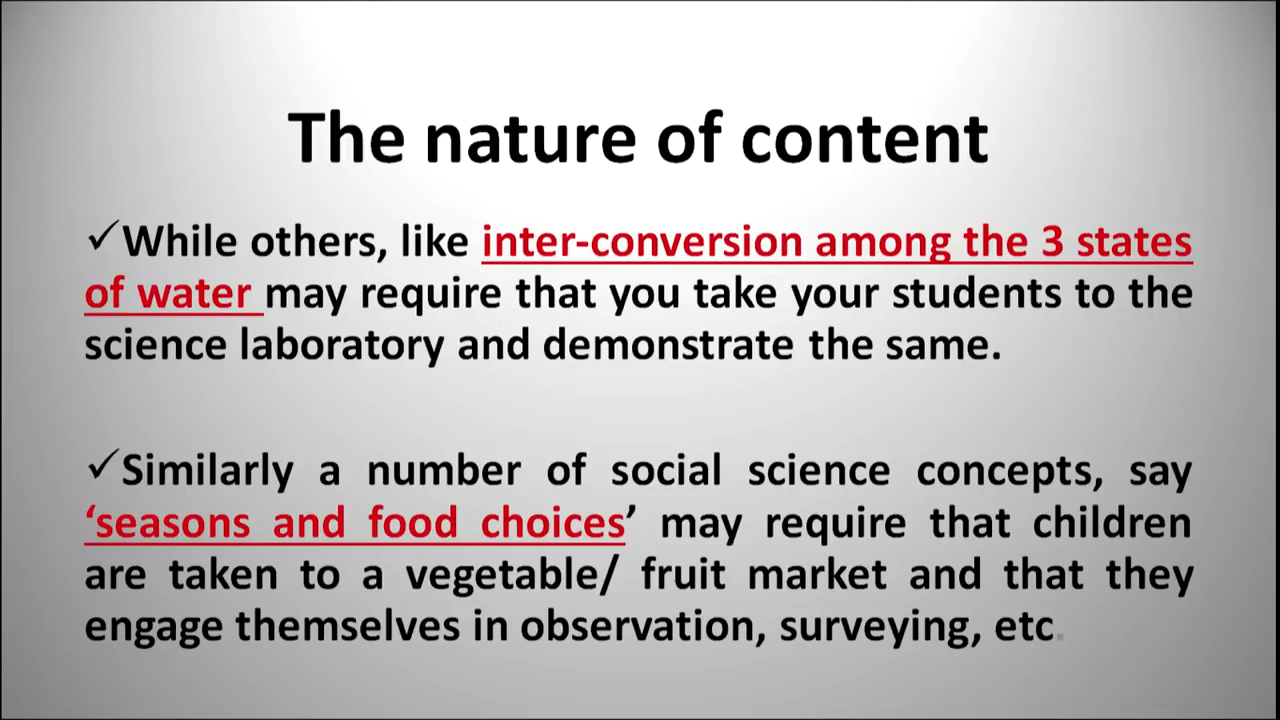 The nature of content
✓While others, like inter-conversion among the 3 states
of water may require that you take your students to the
science laboratory and demonstrate the same.
✓Similarly a number of social science concepts, say
‘seasons and food choices’ may require that children
are taken to a vegetable/ fruit market and that they
engage themselves in observation, surveying, etc.